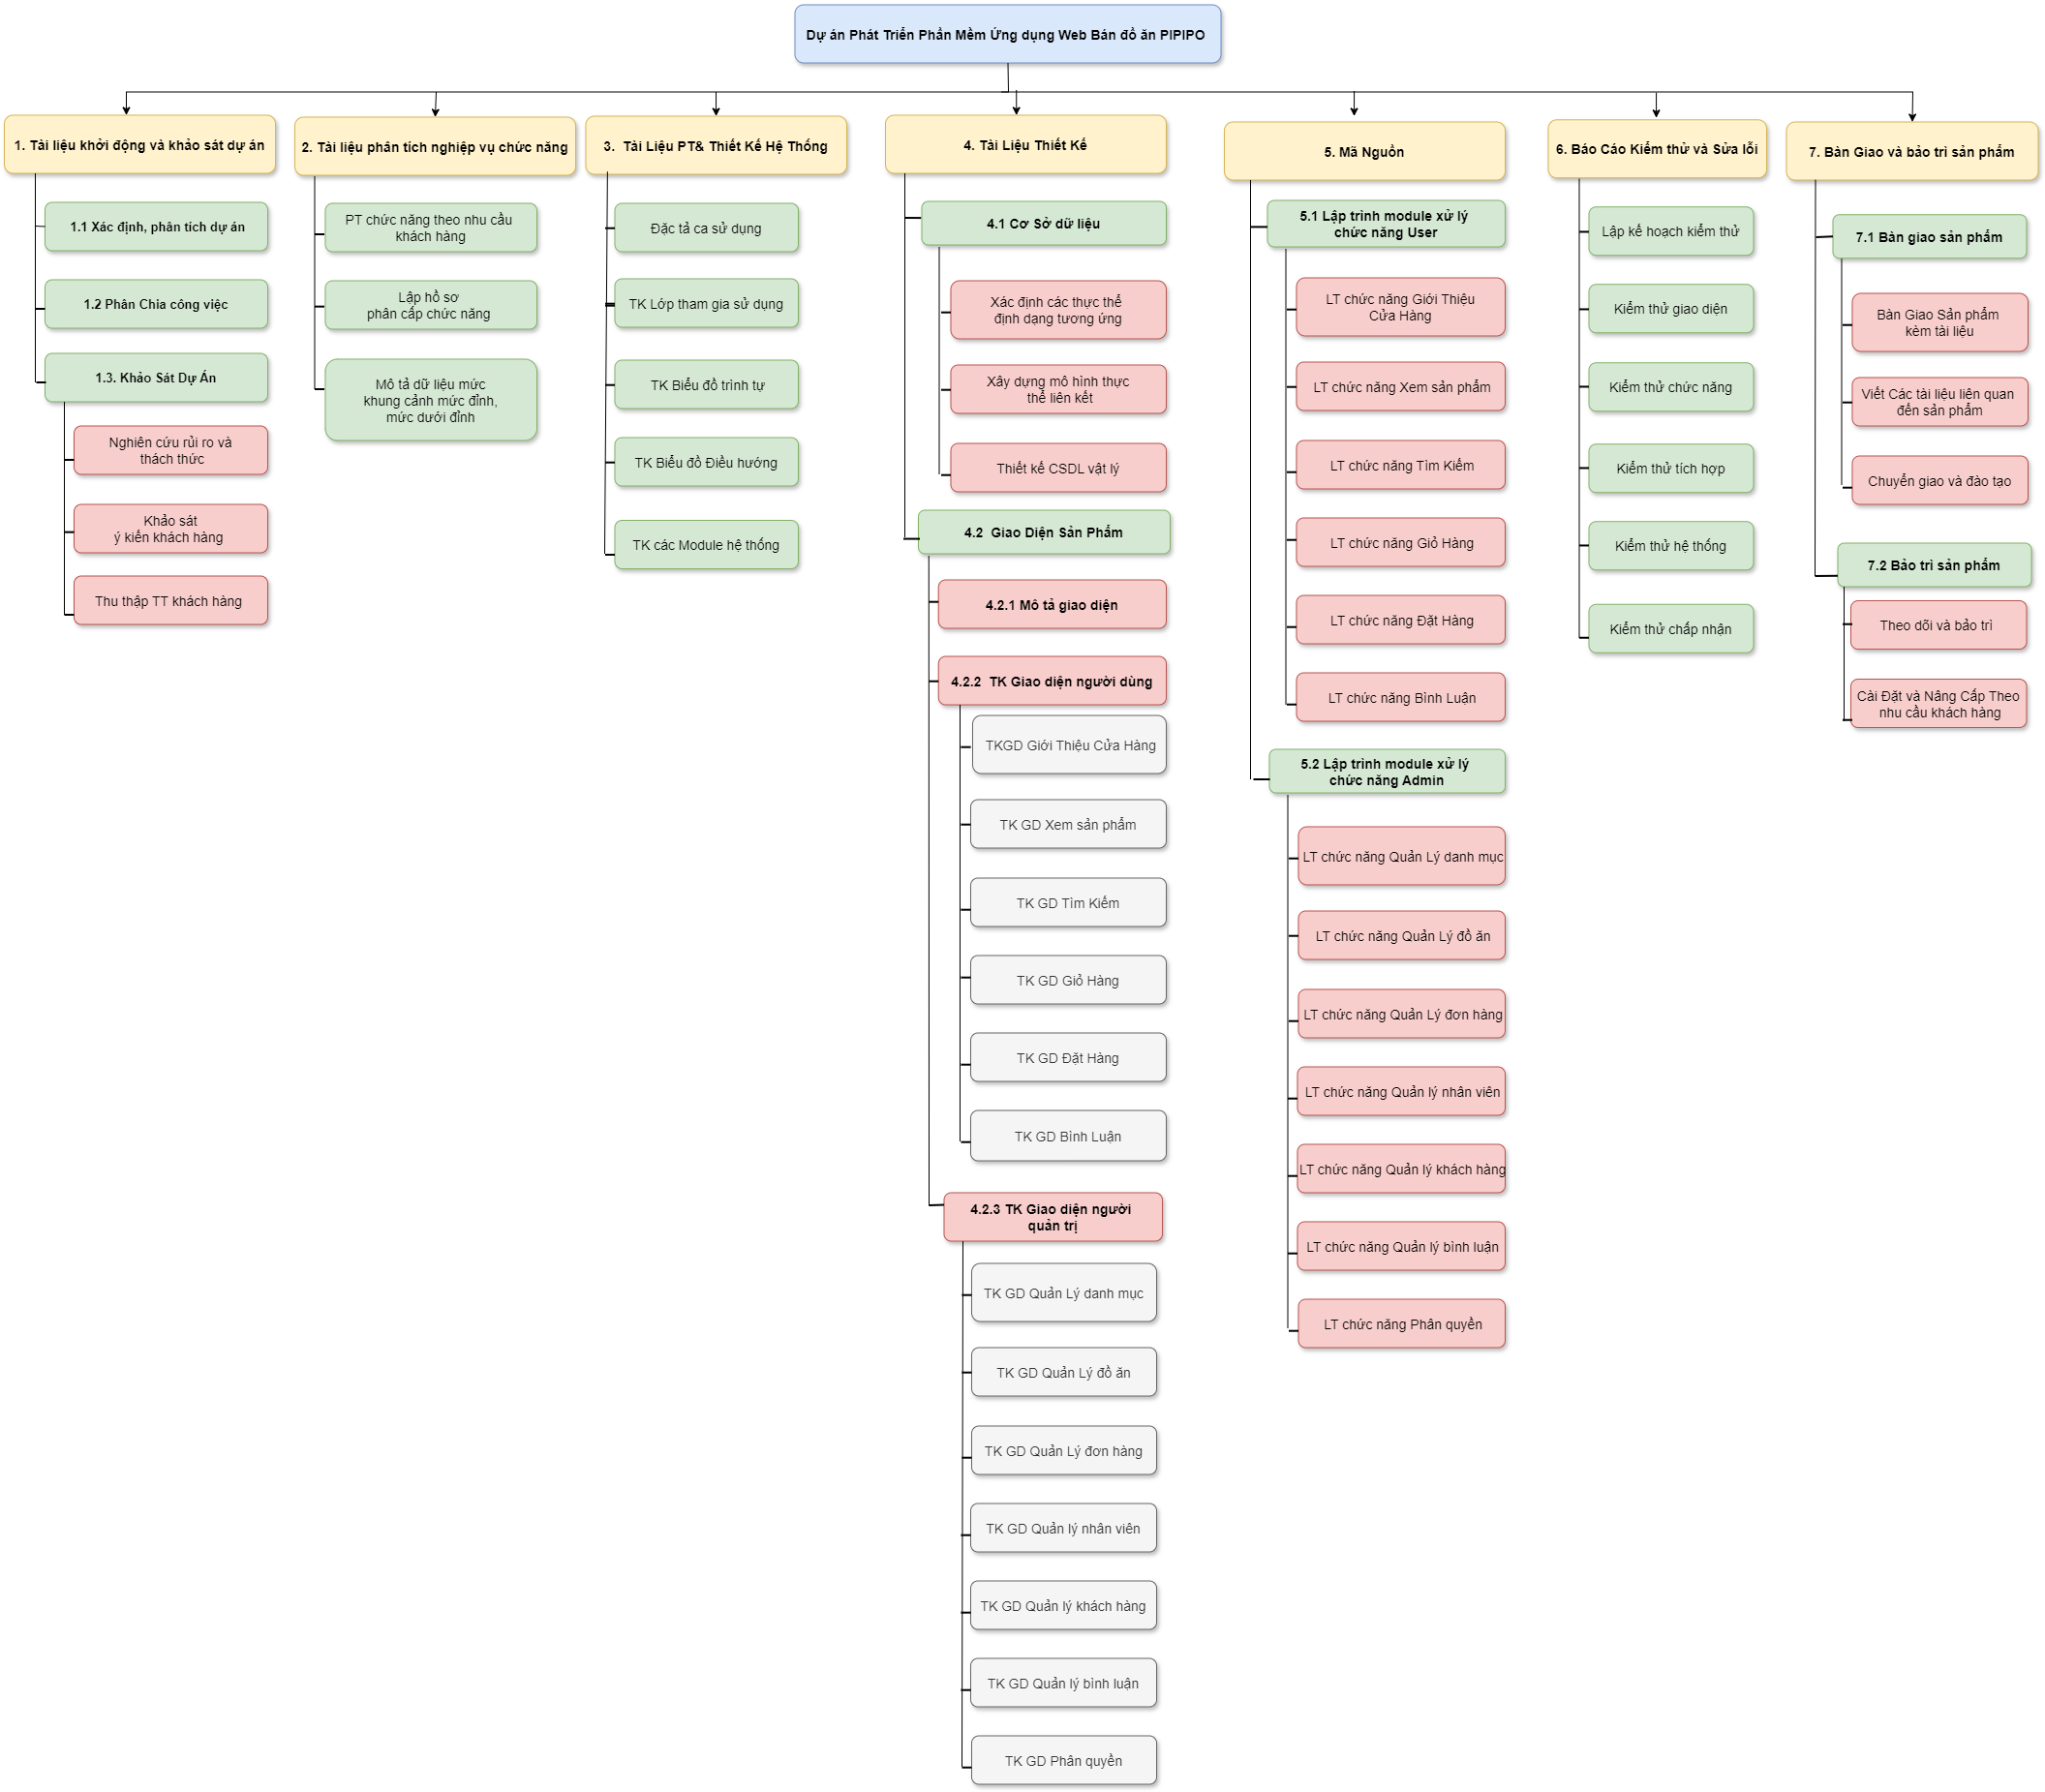 Dự án Phát Triển Phần Mềm Ứng dụng Web Bán đồ ăn PIPIPO
1. Tài liệu khởi động và khảo sát dự án
1.1 Xác định, phân tích dự án
1.2 Phân Chia công việc
1.3. Khảo Sát Dự Án
Nghiên cứu rủi ro và
thách thức
Khảo sát
ý kiến khách hàng
Thu thập TT khách hàng
2. Tài liệu phân tích nghiệp vụ chức năng
PT chức năng theo nhu cầu
khách hàng
Lập hồ sơ
phân cấp chức năng
Mô tả dữ liệu mức
khung cảnh mức đỉnh,
mức dưới đỉnh
3. Tài Liệu PT& Thiết Kế Hệ Thống
Đặc tả ca sử dụng
TK Lớp tham gia sử dụng
TK Biểu đồ trình tự
TK Biểu đồ Điều hướng
TK các Module hệ thống
4. Tài Liệu Thiết Kế
4.1 Cơ Sở dữ liệu
Xác định các thực thể
định dạng tương ứng
Xây dựng mô hình thực
thể liên kết
Thiết kế CSDL vật lý
4.2 Giao Diện Sản Phẩm
4.2.1 Mô tả giao diện
4.2.2 TK Giao diện người dùng
TKGD Giới Thiệu Cửa Hàng
TK GD Xem sản phẩm
TK GD Tìm Kiếm
TK GD Giỏ Hàng
TK GD Đặt Hàng
TK GD Bình Luận
4.2.3 TK Giao diện người
quản trị
TK GD Quản Lý danh mục
TK GD Quản Lý đồ ăn
TK GD Quản Lý đơn hàng
TK GD Quản lý nhân viên
TK GD Quản lý khách hàng
TK GD Quản lý bình luận
TK GD Phân quyền
5. Mã Nguồn
5.1 Lập trình module xử lý
chức năng User
LT chức năng Giới Thiệu
Cửa Hàng
LT chức năng Xem sản phẩm
LT chức năng Tìm Kiếm
LT chức năng Giỏ Hàng
LT chức năng Đặt Hàng
LT chức năng Bình Luận
5.2 Lập trình module xử lý
chức năng Admin
LT chức năng Quản Lý danh mục
LT chức năng Quản Lý đồ ăn
LT chức năng Quản Lý đơn hàng
LT chức năng Quản lý nhân viên
LT chức năng Quản lý khách hàng
LT chức năng Quản lý bình luận
LT chức năng Phân quyền
6. Báo Cáo Kiểm thử và Sửa lỗi
Lập kế hoạch kiểm thử
Kiểm thử giao diện
Kiểm thử chức năng
Kiểm thử tích hợp
Kiểm thử hệ thống
Kiểm thử chấp nhận
7. Bàn Giao và bảo trì sản phẩm
7.1 Bàn giao sản phẩm
Bàn Giao Sản phẩm
kèm tài liệu
Viết Các tài liệu liên quan
đến sản phẩm
Chuyển giao và đào tạo
7.2 Bảo trì sản phẩm
Theo dõi và bảo trì
Cài Đặt và Nâng Cấp Theo
nhu cầu khách hàng